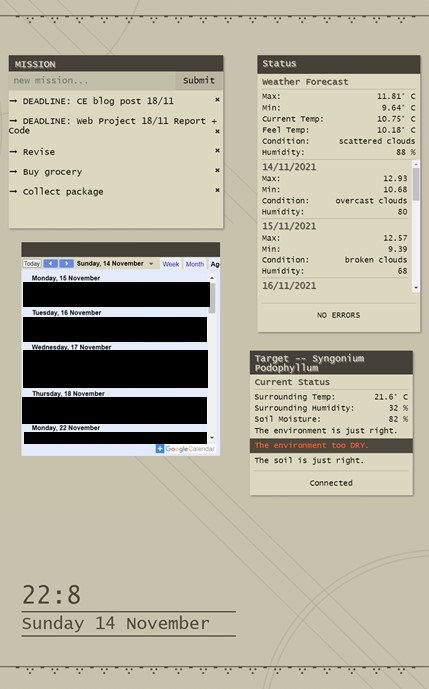 MISSION
new mission...
Submit
→ DEADLINE: CE blog post 18/11 ×
→ DEADLINE: Web Project 18/11 Report +
Code ×
→ Revise ×
→ Buy grocery ×
→ Collect package ×
Today Sunday, 14 November Week Month Ag
Monday, 15 November
Tuesday, 16 November
Wednesday, 17 November
Thursday, 18 November
Monday, 22 November
Google Calendar
22:8
Sunday 14 November
Status
Weather Forecast
Max: 11.81° C
Min: 9.64° C
Current Temp: 10.75° C
Feel Temp: 10.18° C
Condition: scattered clouds
Humidity: 88 %
14/11/2021
Max: 12.93
Min: 10.68
Condition: overcast clouds
Humidity: 80
15/11/2021
Max: 12.57
Min: 9.39
Condition: broken clouds
Humidity: 68
16/11/2021
NO ERRORS
Target -- Syngonium
Podophyllum
Current Status
Surrounding Temp: 21.6° C
Surrounding Humidity: 32 %
Soil Moisture: 82 %
The environment is just right.
The environment too DRY.
The soil is just right.
Connected